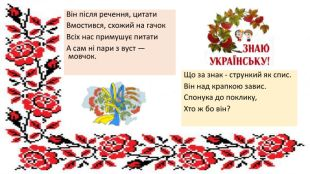 Він після речення, цитати
Вмостився, схожий на гачок
Всіх нас примушує питати
А сам ні пари з вуст —
мовчок.
ЗНАЮ
УКРАЇНСЬКУ!
Що за знак - стрункий як спис.
Він над крапкою завис.
Спонука до поклику,
Хто ж бо він?